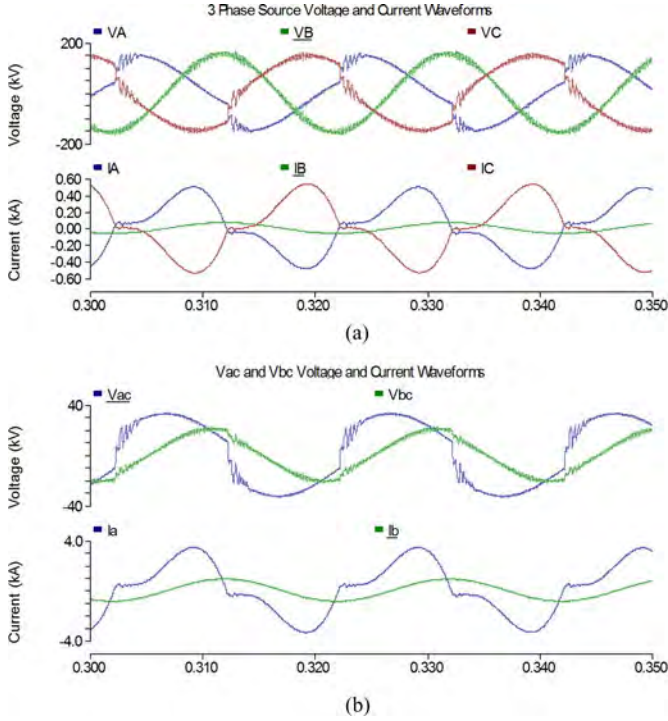 3 Phase Source Voltage and Current Waveforms
VA VB VC
200
Voltage (kV)
-200
IA IB IC
0.60
0.40
0.20
0.00
-0.20
-0.40
-0.60
Current (kA)
0.300 0.310 0.320 0.330 0.340 0.350
(a)
Vac and Vbc Voltage and Current Waveforms
Vac Vbc
40
Voltage (kV)
-40
Ia Ib
4.0
Current (kA)
-4.0
0.300 0.310 0.320 0.330 0.340 0.350
(b)